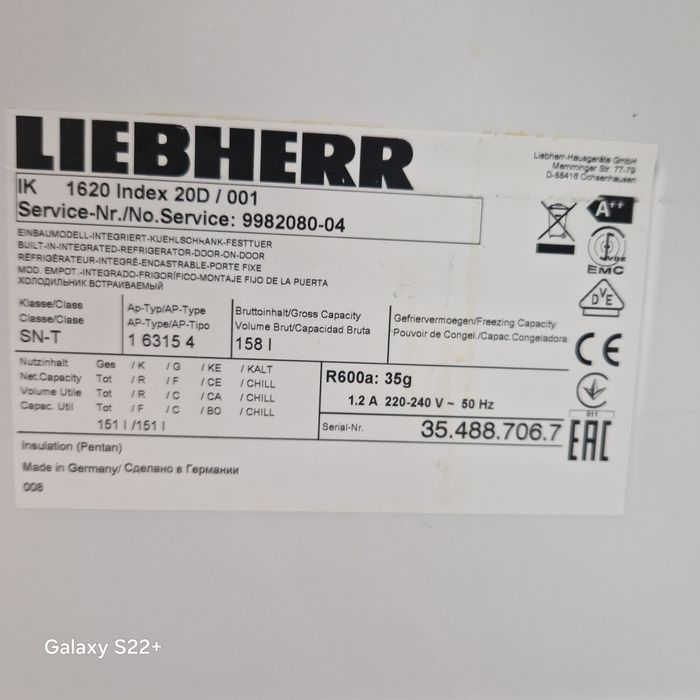 LIEBHERR
Liebherr-Hausgeräte GmbH
Memminger Str. 77-79
D-88416 Ochsenhausen
IK 1620 Index 20D / 001
Service-Nr./No.Service: 9982080-04
A++
EINBAUMODELL-INTEGRIERT-KUEHLSCHRANK-FESTTUER
BUILT-IN-INTEGRATED-REFRIGERATOR-DOOR-ON-DOOR
RÉFRIGÉRATEUR-INTEGRÉ-ENCASTRABLE-PORTE FIXE
MOD. EMPOT.-INTEGRADO-FRIGORÍFICO-MONTAJE FIJO DE LA PUERTA
ХОЛОДИЛЬНИК ВСТРАИВАЕМЫЙ
VDE
EMC
DVE
Klasse/Class
Classe/Clase
SN-T
Ap-Typ/AP-Type
AP-Type/AP-Tipo
1 6315 4
Bruttoinhalt/Gross Capacity
Volume Brut/Capacidad Bruta
158 l
Gefriervermoegen/Freezing Capacity
Pouvoir de Congel./Cap.Congeladora
CE
Nutzinhalt Ges / K / G / KE / KALT
Net.Capacity Tot / R / F / CE / CHILL
Volume Utile Tot / R / C / CA / CHILL
Capac. Util Tot / F / C / BO / CHILL
151 l /151 l
R600a: 35g
1.2 A 220-240 V ~ 50 Hz
011
Serial-Nr. 35.488.706.7
EAC
Insulation (Pentan)
Made in Germany/ Сделано в Германии
008
Galaxy S22+